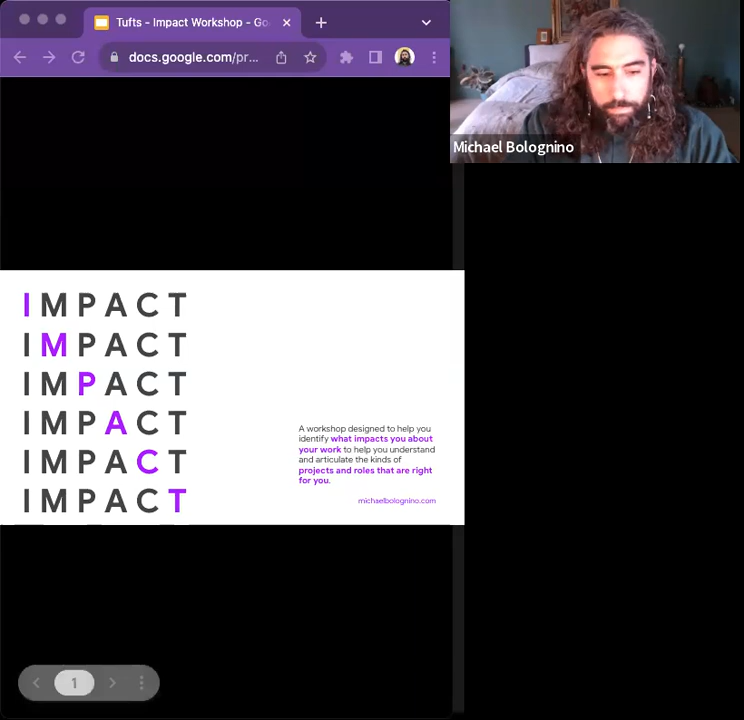 Tufts - Impact Workshop - Go
docs.google.com/pr...
Michael Bolognino
IMPACT
IMPACT
IMPACT
IMPACT
IMPACT
IMPACT
A workshop designed to help you
identify what impacts you about
your work to help you understand
and articulate the kinds of
projects and roles that are right
for you.
michaelbolognino.com
1